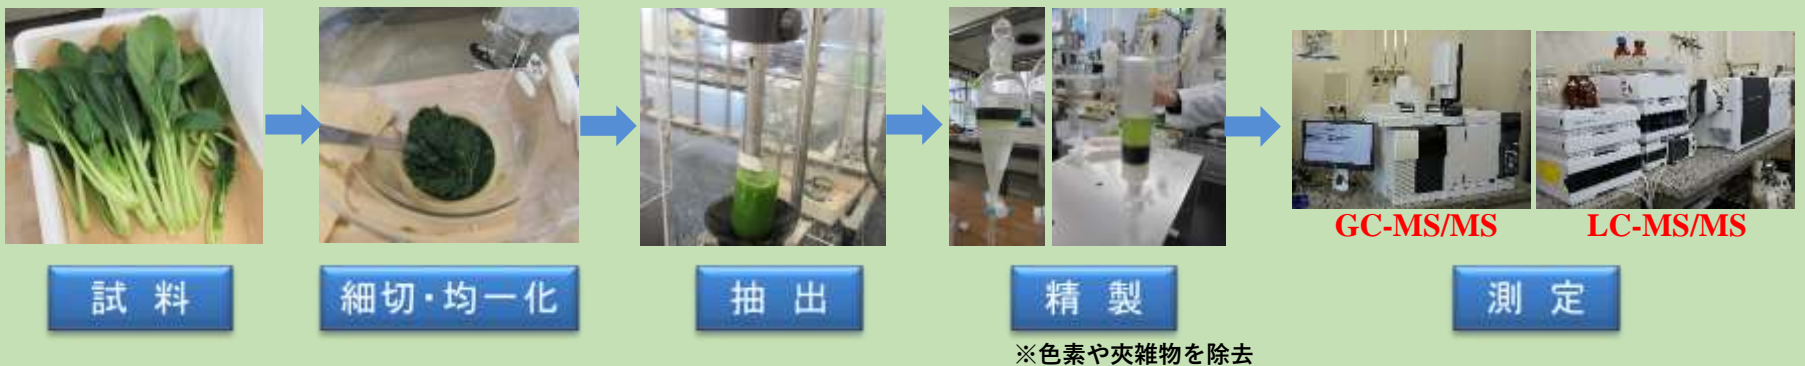 GC-MS/MS
LC-MS/MS
試料
細切・均一化
抽出
精製
測定
※色素や夾雑物を除去